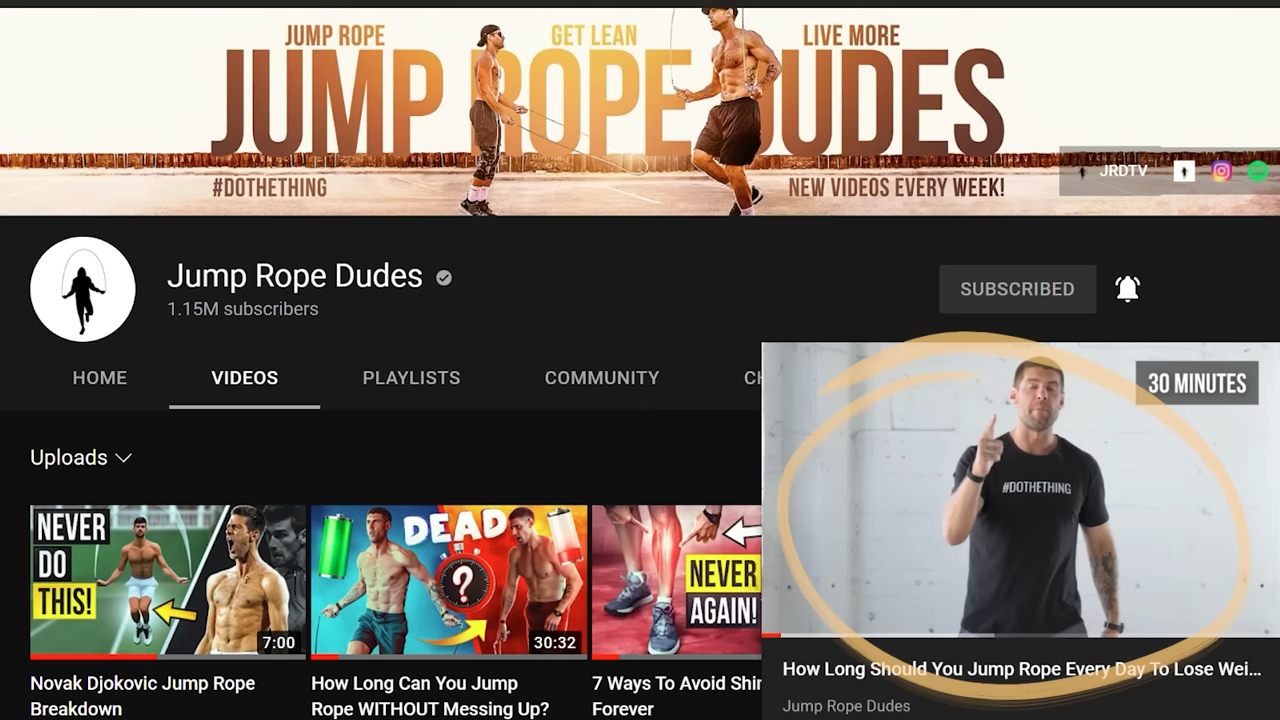 JUMP ROPE
GET LEAN
LIVE MORE
JUMP ROPE DUDES
#DOTHETHING
NEW VIDEOS EVERY WEEK!
JRDTV
Jump Rope Dudes
1.15M subscribers
SUBSCRIBED
HOME
VIDEOS
PLAYLISTS
COMMUNITY
CH
30 MINUTES
#DOTHETHING
Uploads
NEVER
DO
THIS!
7:00
DEAD
?
30:32
NEVER
AGAIN!
Novak Djokovic Jump Rope
Breakdown
How Long Can You Jump
Rope WITHOUT Messing Up?
7 Ways To Avoid Shin
Forever
How Long Should You Jump Rope Every Day To Lose Wei...
Jump Rope Dudes